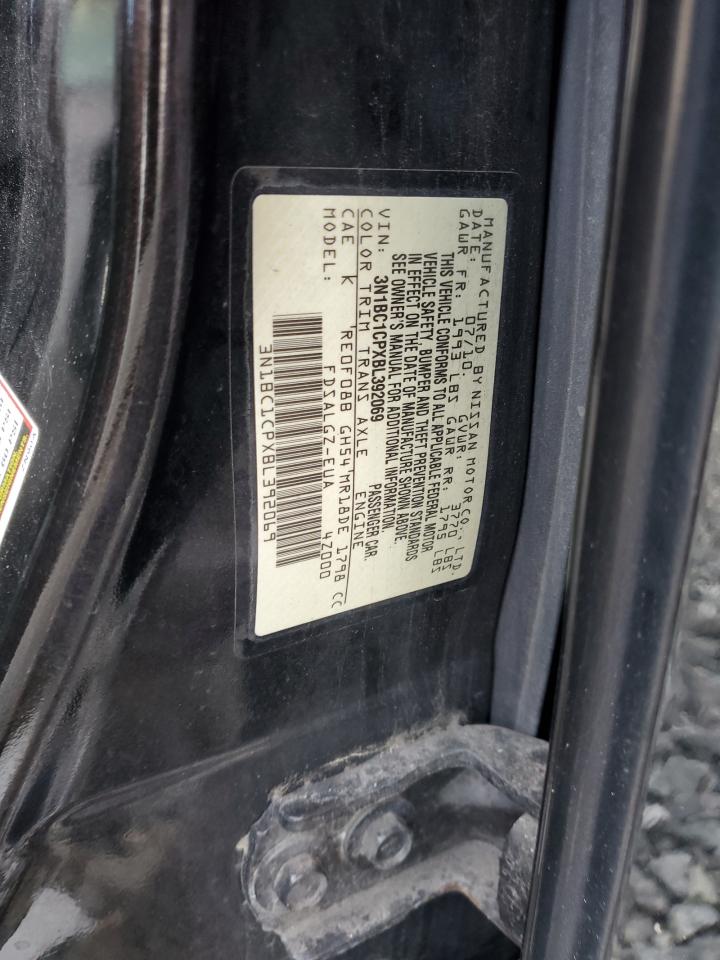 MANUFACTURED BY NISSAN MOTOR CO., LTD.
DATE: 07/10. GVWR: 3770 LBS
GAWR FR: 1993 LBS GAWR RR: 1795 LBS
THIS VEHICLE CONFORMS TO ALL APPLICABLE FEDERAL MOTOR
VEHICLE SAFETY, BUMPER AND THEFT PREVENTION STANDARDS
IN EFFECT ON THE DATE OF MANUFACTURE SHOWN ABOVE.
SEE OWNER'S MANUAL FOR ADDITIONAL INFORMATION.
VIN: 3N1BC1CPXBL392069 PASSENGER CAR.
COLOR TRIM TRANS AXLE ENGINE
CAE K RE0F08B GH54 MR18DE 1798 CC
MODEL: FDSALGZ-EUA 4Z000
3N1BC1CPXBL392069